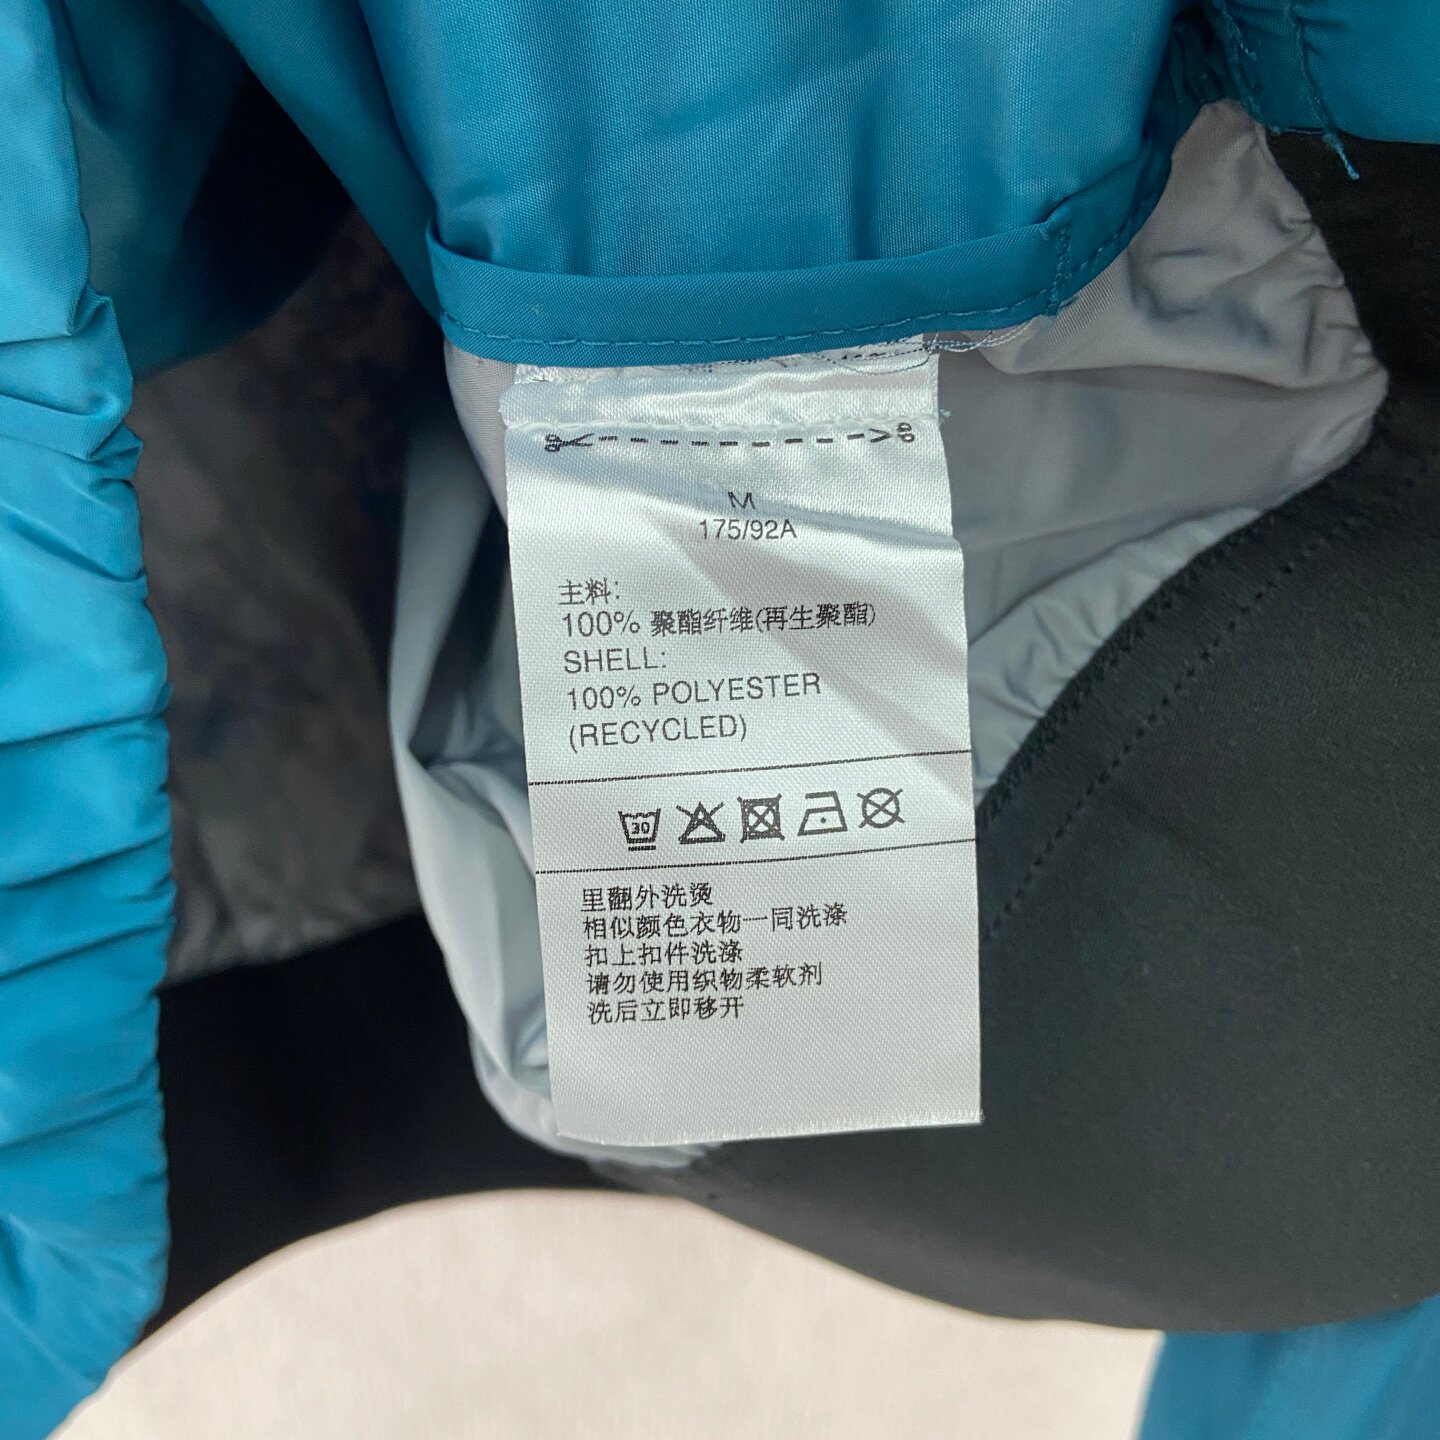 M
175/92A
主料:
100% 聚酯纤维(再生聚酯)
SHELL:
100% POLYESTER
(RECYCLED)
30
里翻外洗烫
相似颜色衣物一同洗涤
扣上扣件洗涤
请勿使用织物柔软剂
洗后立即移开